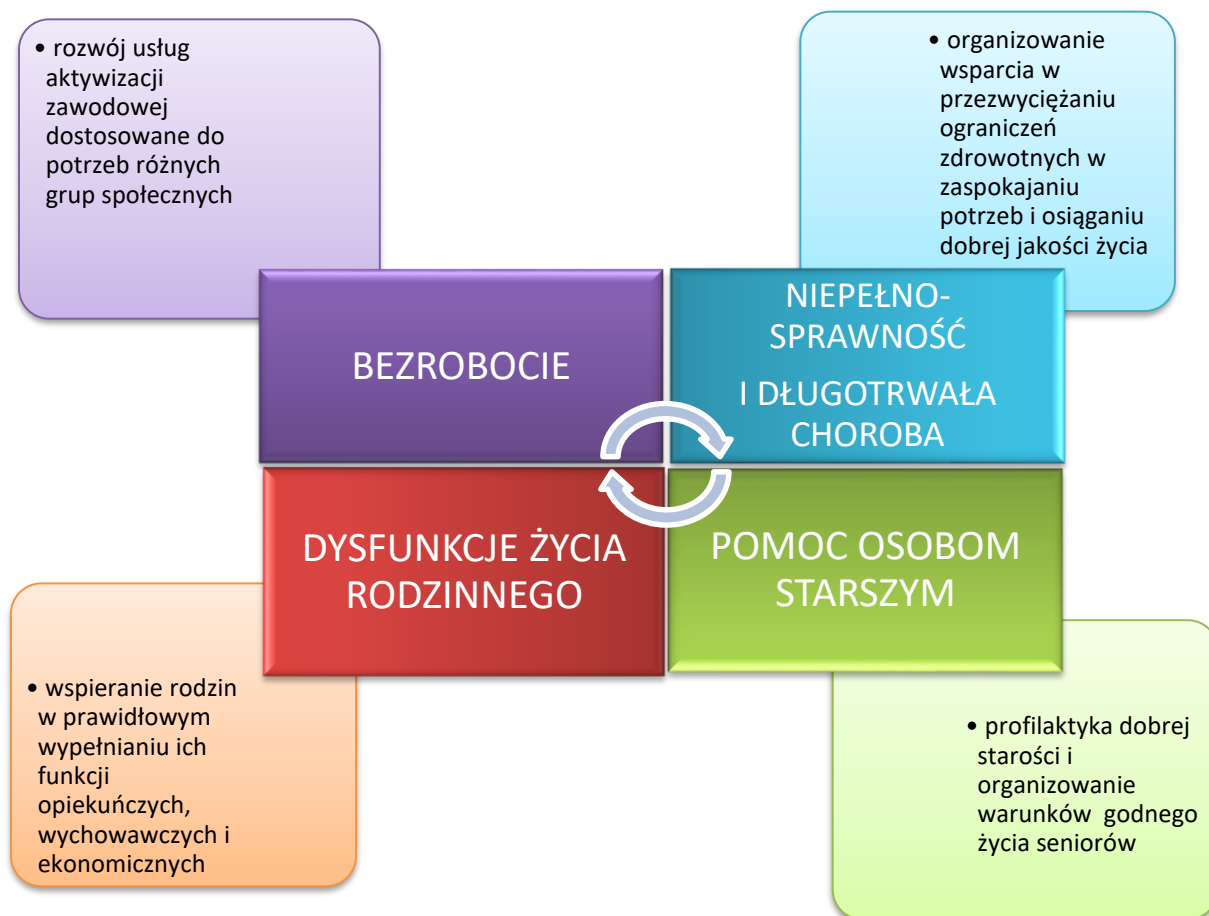 • rozwój usług
aktywizacji
zawodowej
dostosowane do
potrzeb różnych
grup społecznych
• organizowanie
wsparcia w
przezwyciężaniu
ograniczeń
zdrowotnych w
zaspokajaniu
potrzeb i osiąganiu
dobrej jakości życia
BEZROBOCIE
NIEPEŁNO-
SPRAWNOŚĆ
I DŁUGOTRWAŁA
CHOROBA
DYSFUNKCJE ŻYCIA
RODZINNEGO
POMOC OSOBOM
STARSZYM
• wspieranie rodzin
w prawidłowym
wypełnianiu ich
funkcji
opiekuńczych,
wychowawczych i
ekonomicznych
• profilaktyka dobrej
starości i
organizowanie
warunków godnego
życia seniorów